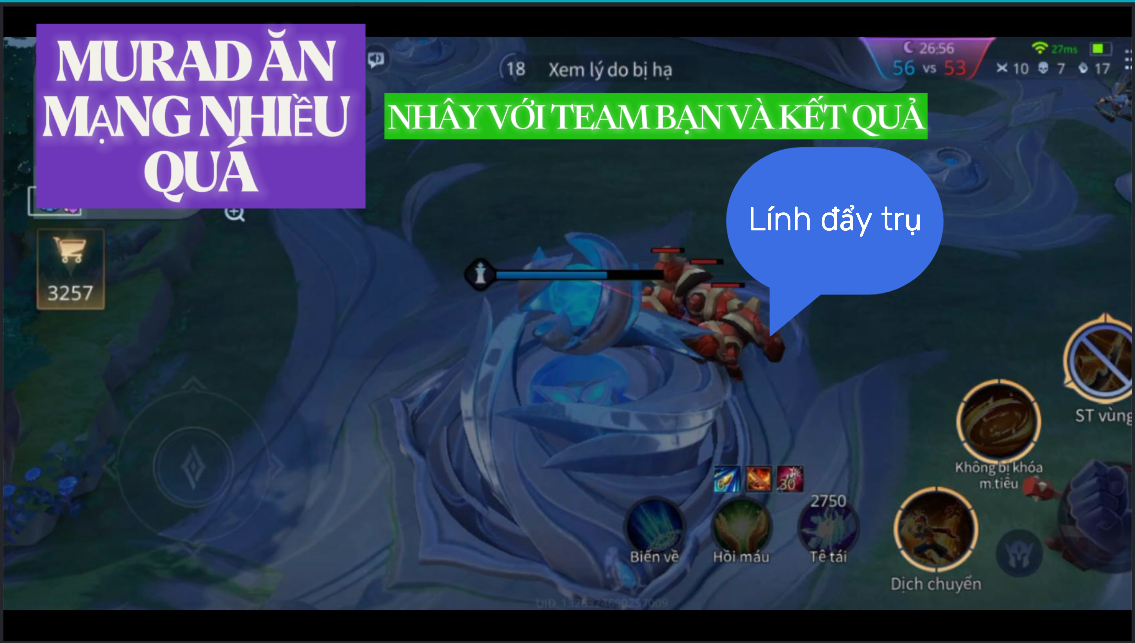 MURAD ĂN
MẠNG NHIỀU
QUÁ
18 Xem lý do bị hạ
26:56
27ms
56 VS 53
10 7 17
NHÂY VỚI TEAM BẠN VÀ KẾT QUẢ
Lính đẩy trụ
3257
ST vùng
Không bị khóa
m.tiêu
30
2750
Biến về
Hồi máu
Tê tái
Dịch chuyển